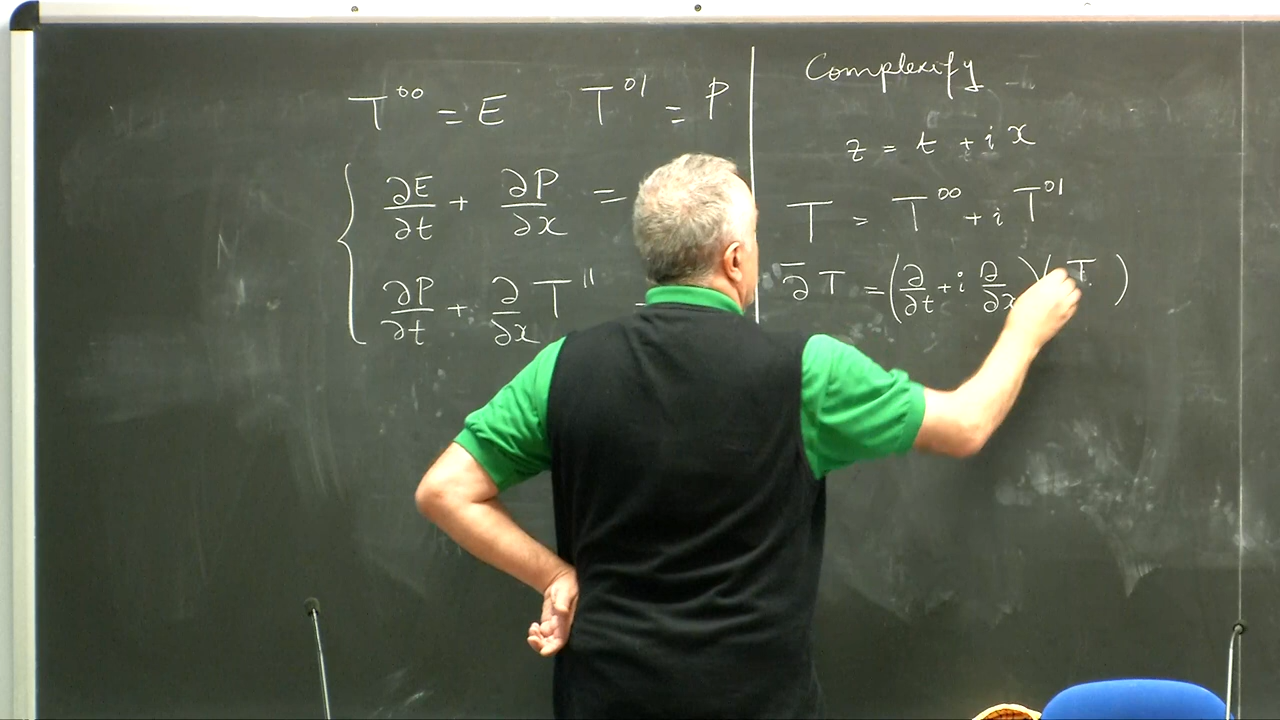 T⁰⁰ = E T⁰¹ = P
∂E/∂t + ∂P/∂x =
∂P/∂t + ∂/∂x T¹¹
Complexify
z = t + i x
T = T⁰⁰ + i T⁰¹
∂̄ T = (∂/∂t + i ∂/∂x)( T )